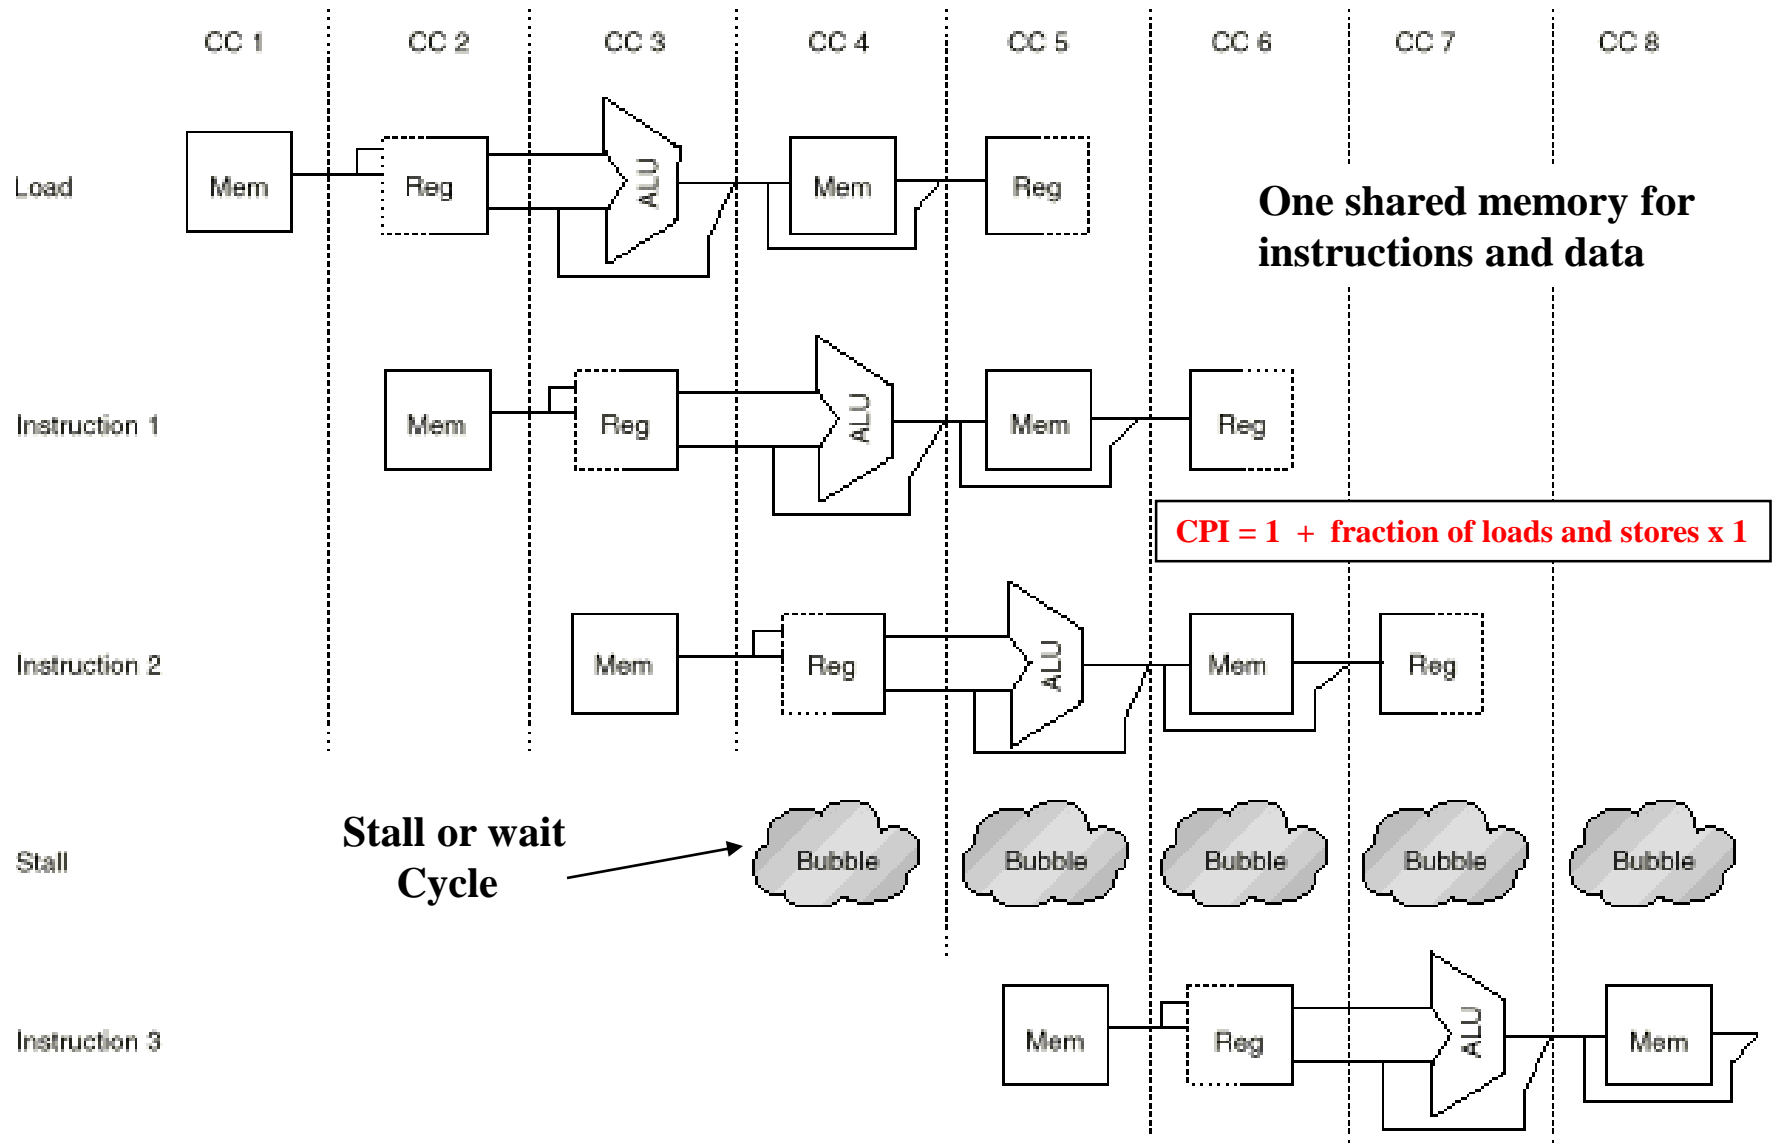 CC 1 CC 2 CC 3 CC 4 CC 5 CC 6 CC 7 CC 8
Load Mem Reg ALU Mem Reg
One shared memory for
instructions and data
Instruction 1 Mem Reg ALU Mem Reg
CPI = 1 + fraction of loads and stores x 1
Instruction 2 Mem Reg ALU Mem Reg
Stall or wait
Cycle
Stall Bubble Bubble Bubble Bubble Bubble
Instruction 3 Mem Reg ALU Mem